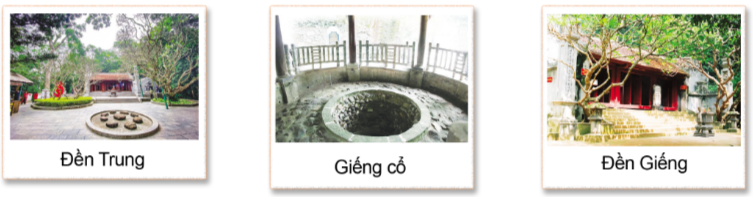 Đền Trung
Giếng cổ
Đền Giếng